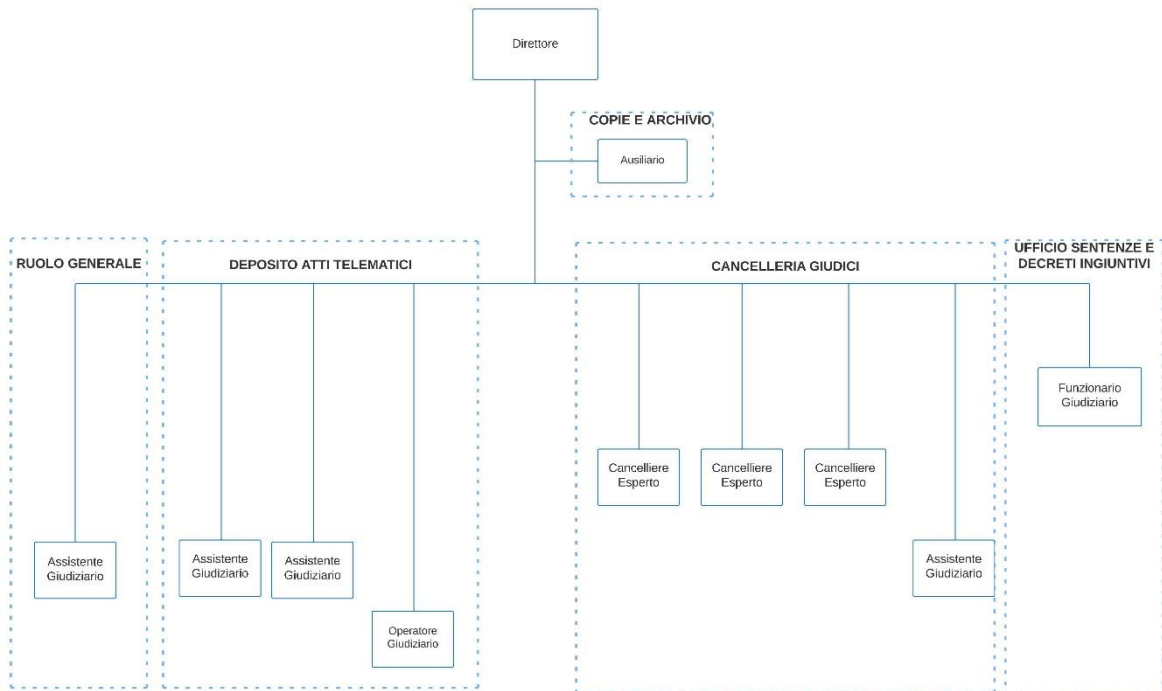 Direttore
COPIE E ARCHIVIO
Ausiliario
RUOLO GENERALE
DEPOSITO ATTI TELEMATICI
CANCELLERIA GIUDICI
UFFICIO SENTENZE E
DECRETI INGIUNTIVI
Funzionario
Giudiziario
Cancelliere
Esperto
Cancelliere
Esperto
Cancelliere
Esperto
Assistente
Giudiziario
Assistente
Giudiziario
Assistente
Giudiziario
Assistente
Giudiziario
Operatore
Giudiziario